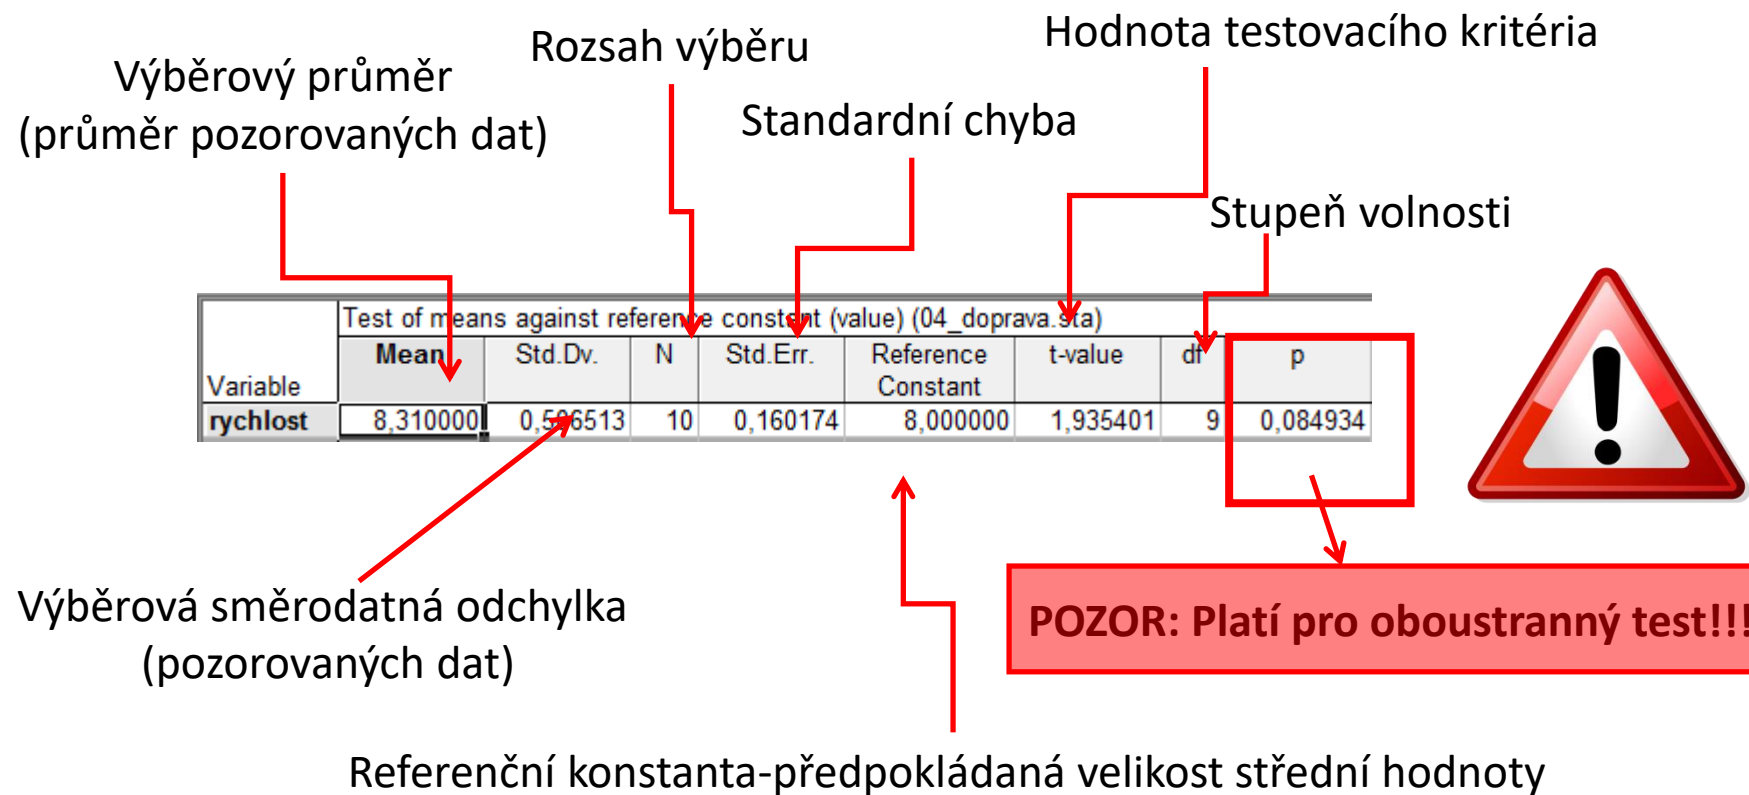 Výběrový průměr
(průměr pozorovaných dat)
Rozsah výběru
Hodnota testovacího kritéria
Standardní chyba
Stupeň volnosti
Test of means against reference constant (value) (04_doprava.sta)
Variable Mean Std.Dv. N Std.Err. Reference Constant t-value df p
rychlost 8,310000 0,506513 10 0,160174 8,000000 1,935401 9 0,084934
Výběrová směrodatná odchylka
(pozorovaných dat)
POZOR: Platí pro oboustranný test!!!
Referenční konstanta-předpokládaná velikost střední hodnoty